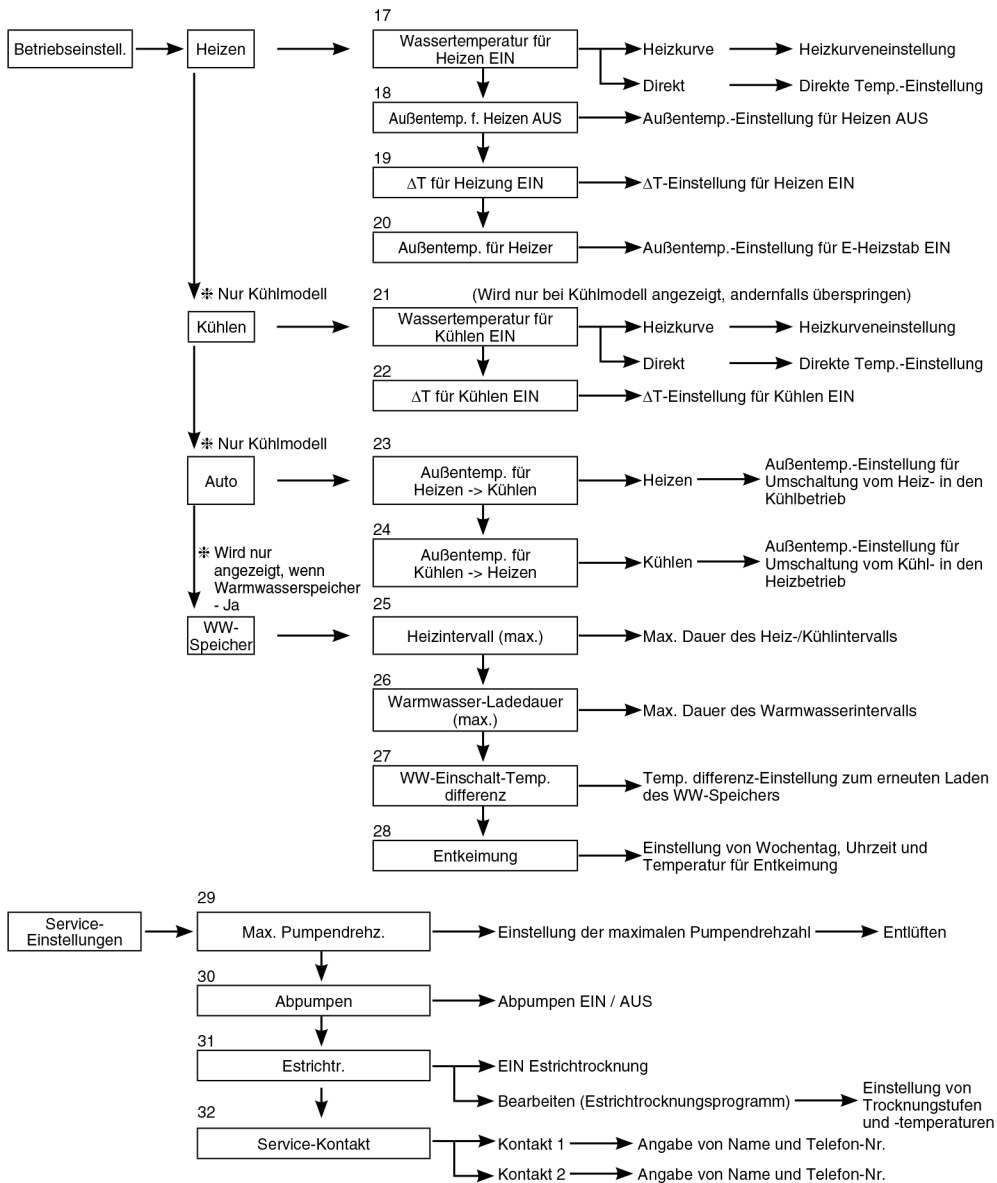 17
Betriebseinstell.
Heizen
Wassertemperatur für
Heizen EIN
Heizkurve
Heizkurveneinstellung
Direkt
Direkte Temp.-Einstellung
18
Außentemp. f. Heizen AUS
Außentemp.-Einstellung für Heizen AUS
19
ΔT für Heizung EIN
ΔT-Einstellung für Heizen EIN
20
Außentemp. für Heizer
Außentemp.-Einstellung für E-Heizstab EIN
❉ Nur Kühlmodell
21
(Wird nur bei Kühlmodell angezeigt, andernfalls überspringen)
Kühlen
Wassertemperatur für
Kühlen EIN
Heizkurve
Heizkurveneinstellung
Direkt
Direkte Temp.-Einstellung
22
ΔT für Kühlen EIN
ΔT-Einstellung für Kühlen EIN
❉ Nur Kühlmodell
23
Auto
Außentemp. für
Heizen -> Kühlen
Heizen
Außentemp.-Einstellung für
Umschaltung vom Heiz- in den
Kühlbetrieb
24
Außentemp. für
Kühlen -> Heizen
Kühlen
Außentemp.-Einstellung für
Umschaltung vom Kühl- in den
Heizbetrieb
❉ Wird nur
angezeigt, wenn
Warmwasserspeicher
- Ja
25
WW-
Speicher
Heizintervall (max.)
Max. Dauer des Heiz-/Kühlintervalls
26
Warmwasser-Ladedauer
(max.)
Max. Dauer des Warmwasserintervalls
27
WW-Einschalt-Temp.
differenz
Temp. differenz-Einstellung zum erneuten Laden
des WW-Speichers
28
Entkeimung
Einstellung von Wochentag, Uhrzeit und
Temperatur für Entkeimung
29
Service-
Einstellungen
Max. Pumpendrehz.
Einstellung der maximalen Pumpendrehzahl
Entlüften
30
Abpumpen
Abpumpen EIN / AUS
31
Estrichtr.
EIN Estrichtrocknung
Bearbeiten (Estrichtrocknungsprogramm)
Einstellung von
Trocknungstufen
und -temperaturen
32
Service-Kontakt
Kontakt 1
Angabe von Name und Telefon-Nr.
Kontakt 2
Angabe von Name und Telefon-Nr.